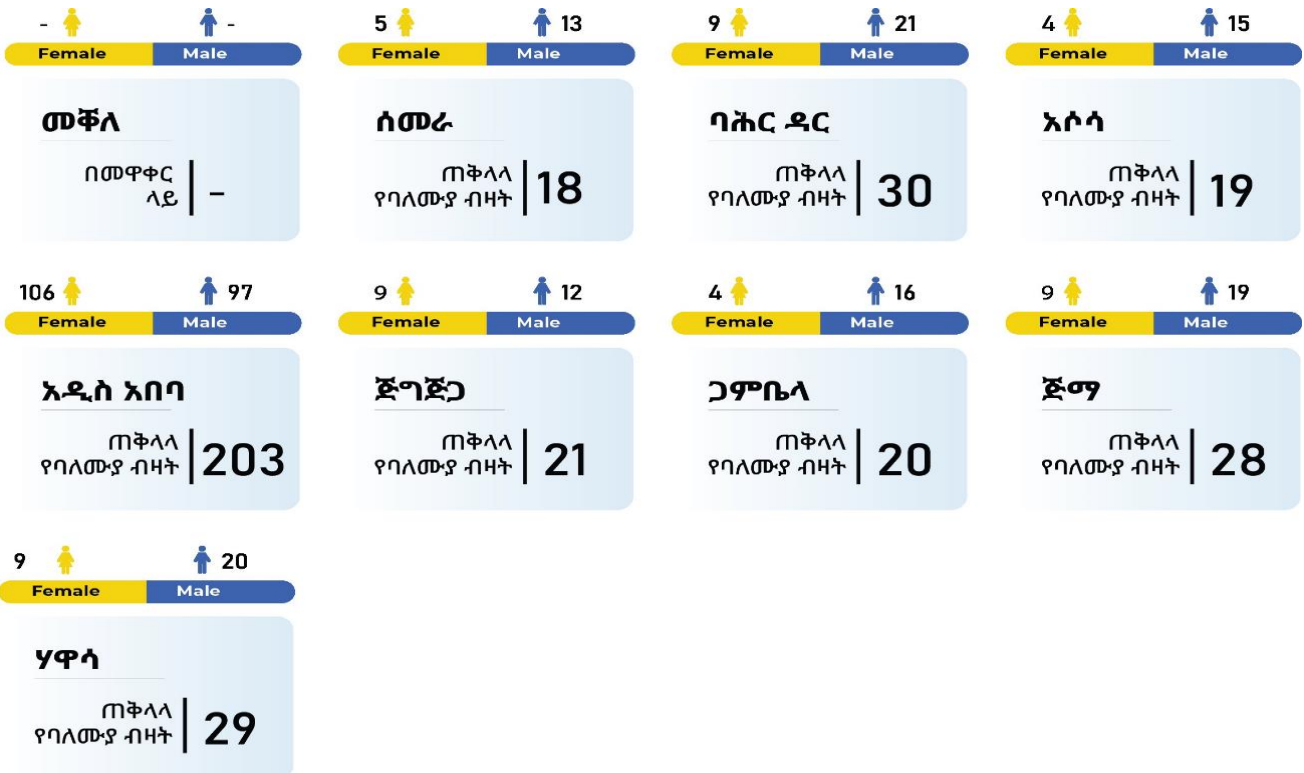 - -
Female Male
መቐለ
በመዋቀር
ላይ -
5 13
Female Male
ሰመራ
ጠቅላላ
የባለሙያ ብዛት 18
9 21
Female Male
ባሕር ዳር
ጠቅላላ
የባለሙያ ብዛት 30
4 15
Female Male
አሶሳ
ጠቅላላ
የባለሙያ ብዛት 19
106 97
Female Male
አዲስ አበባ
ጠቅላላ
የባለሙያ ብዛት 203
9 12
Female Male
ጅግጅጋ
ጠቅላላ
የባለሙያ ብዛት 21
4 16
Female Male
ጋምቤላ
ጠቅላላ
የባለሙያ ብዛት 20
9 19
Female Male
ጅማ
ጠቅላላ
የባለሙያ ብዛት 28
9 20
Female Male
ሃዋሳ
ጠቅላላ
የባለሙያ ብዛት 29